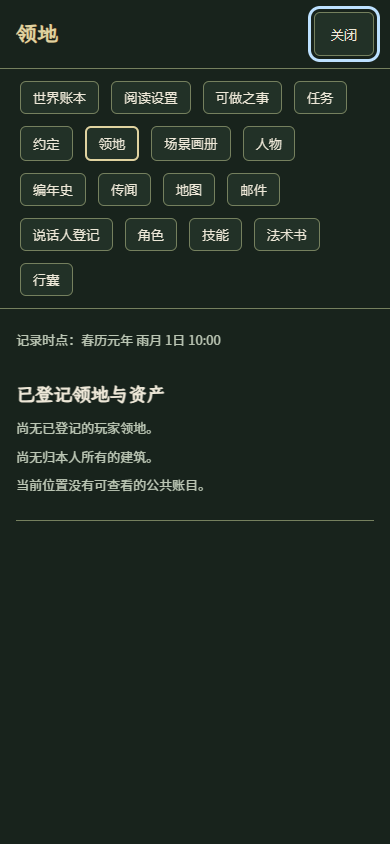 领地
关闭
世界账本 阅读设置 可做之事 任务
约定 领地 场景画册 人物
编年史 传闻 地图 邮件
说话人登记 角色 技能 法术书
行囊
记录时点：春历元年 雨月 1日 10:00
已登记领地与资产
尚无已登记的玩家领地。
尚无归本人所有的建筑。
当前位置没有可查看的公共账目。